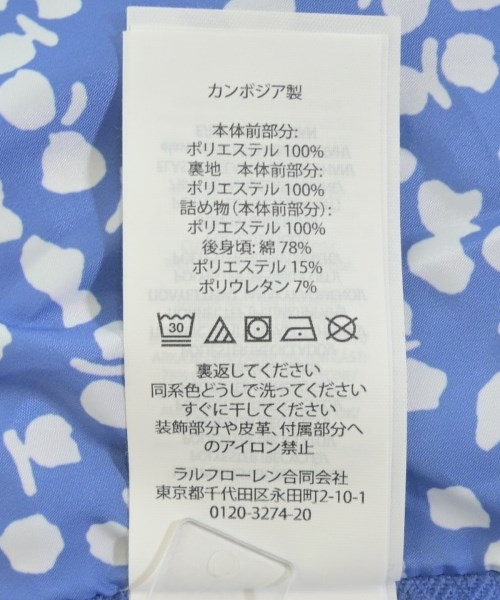 カンボジア製
本体前部分:
ポリエステル 100%
裏地 本体前部分:
ポリエステル 100%
詰め物(本体前部分):
ポリエステル 100%
後身頃: 綿 78%
ポリエステル 15%
ポリウレタン 7%
30
裏返してください
同系色どうしで洗ってください
すぐに干してください
装飾部分や皮革、付属部分へ
のアイロン禁止
ラルフローレン合同会社
東京都千代田区永田町2-10-1
0120-3274-20